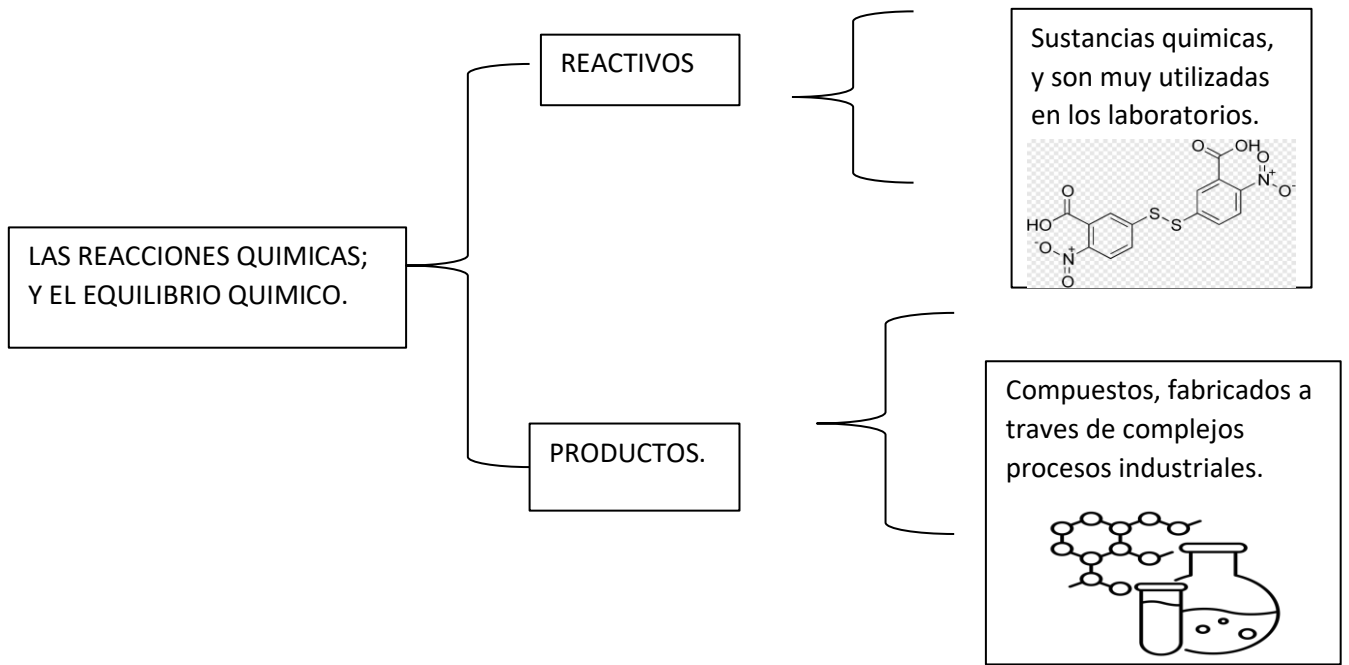 REACTIVOS
Sustancias quimicas,
y son muy utilizadas
en los laboratorios.
O
OH
O
N+
O-
O
HO
S
S
-O
N+
O
LAS REACCIONES QUIMICAS;
Y EL EQUILIBRIO QUIMICO.
PRODUCTOS.
Compuestos, fabricados a
traves de complejos
procesos industriales.